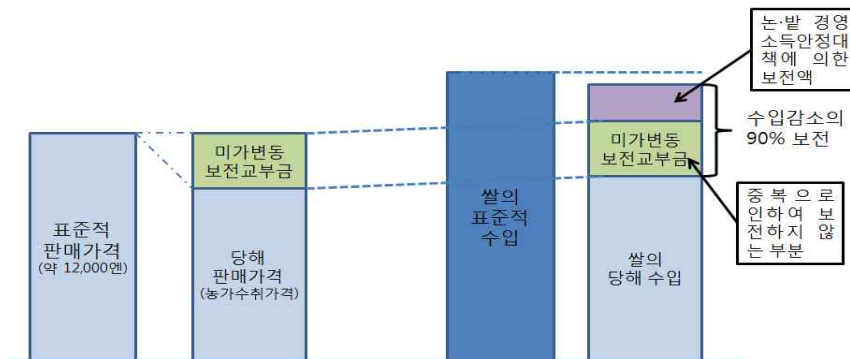 표준적
판매가격
(약 12,000엔)
미가변동
보전교부금
당해
판매가격
(농가수취가격)
쌀의
표준적
수입
미가변동
보전교부금
쌀의
당해 수입
논·밭 경영
소득안정대
책에 의한
보전액
수입감소의
90% 보전
중복으로
인하여 보
전하지 않
는 부분